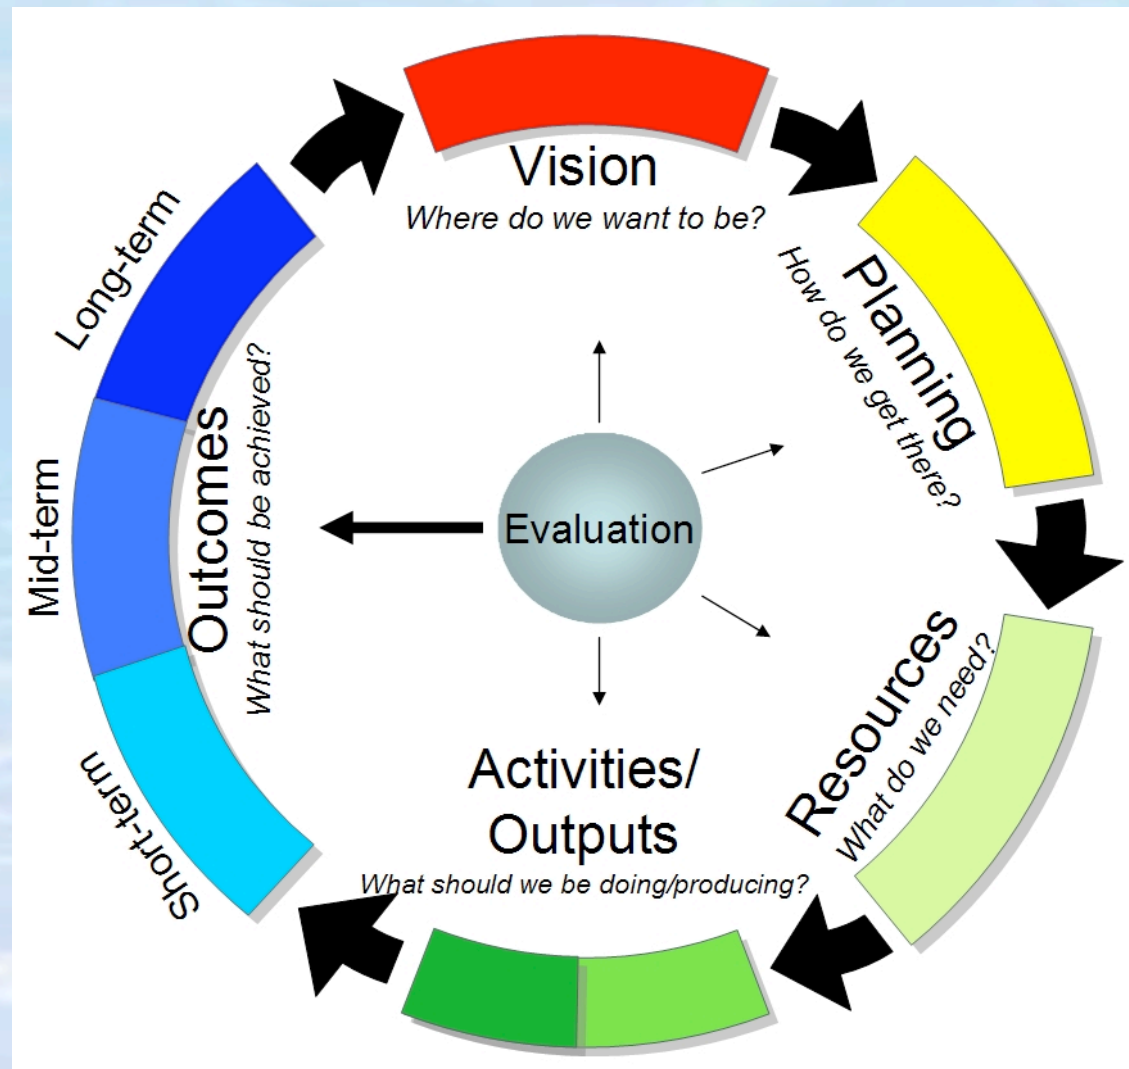 Vision
Where do we want to be?
Planning
How do we get there?
Resources
What do we need?
Activities/
Outputs
What should we be doing/producing?
Outcomes
What should be achieved?
Short-term
Mid-term
Long-term
Evaluation